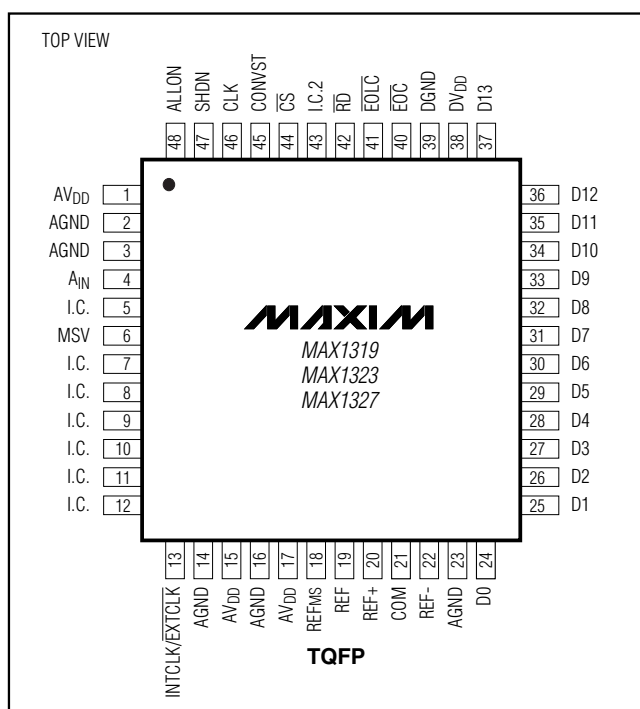 TOP VIEW
ALLON
SHDN
CLK
CONVST
CS
I.C.2
RD
EOLC
EOC
DGND
DVDD
D13
48 47 46 45 44 43 42 41 40 39 38 37
AVDD 1
AGND 2
AGND 3
AIN 4
I.C. 5
MSV 6
I.C. 7
I.C. 8
I.C. 9
I.C. 10
I.C. 11
I.C. 12
MAXIM
MAX1319
MAX1323
MAX1327
36 D12
35 D11
34 D10
33 D9
32 D8
31 D7
30 D6
29 D5
28 D4
27 D3
26 D2
25 D1
13 14 15 16 17 18 19 20 21 22 23 24
INTCLK/EXTCLK
AGND
AVDD
AGND
AVDD
REFMS
REF
REF+
COM
REF-
AGND
D0
TQFP